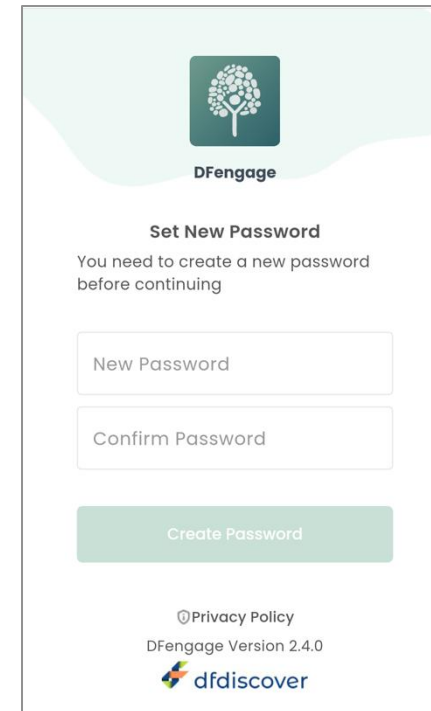 DFengage
Set New Password
You need to create a new password
before continuing
New Password
Confirm Password
Create Password
Privacy Policy
DFengage Version 2.4.0
dfdiscover